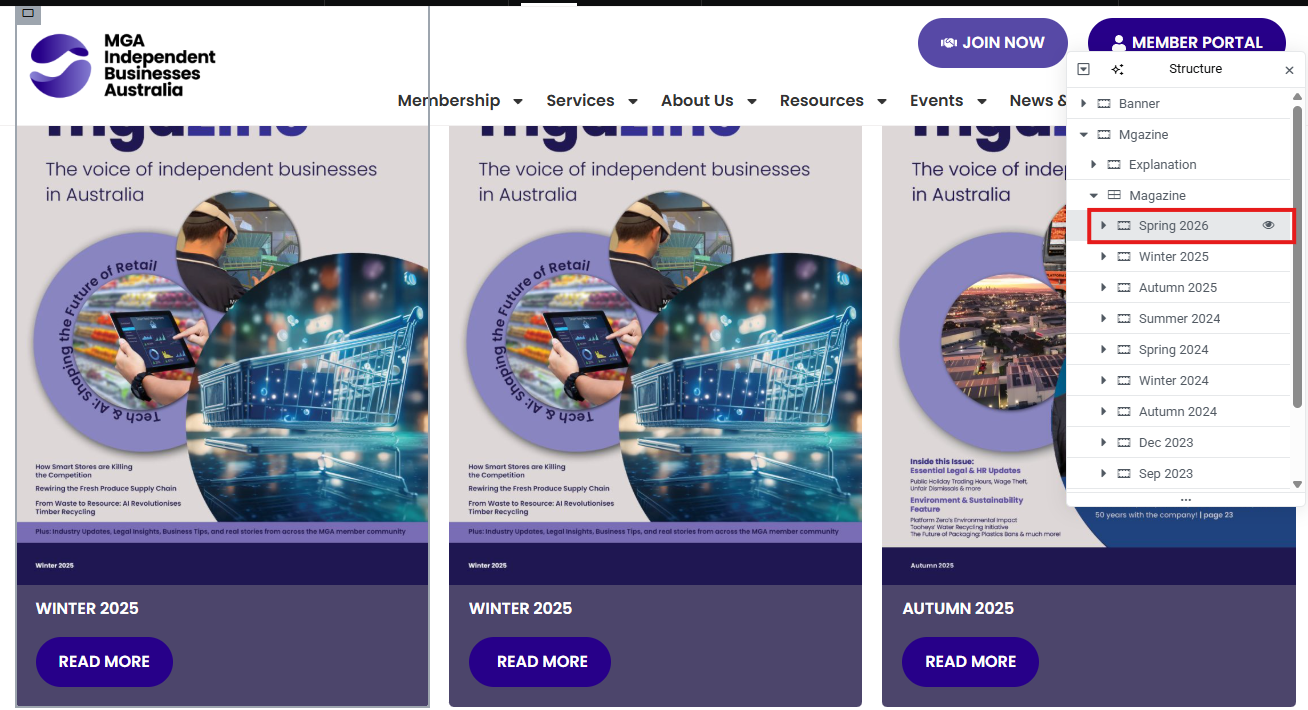 MGA
Independent
Businesses
Australia
JOIN NOW
MEMBER PORTAL
Membership
Services
About Us
Resources
Events
News &
Structure
Banner
Mgazine
Explanation
Magazine
Spring 2026
Winter 2025
Autumn 2025
Summer 2024
Spring 2024
Winter 2024
Autumn 2024
Dec 2023
Sep 2023
mgazine
The voice of independent businesses
in Australia
Tech & AI: Shaping the Future of Retail
How Smart Stores are Killing
the Competition
Rewiring the Fresh Produce Supply Chain
From Waste to Resource: AI Revolutionises
Timber Recycling
Plus: Industry Updates, Legal Insights, Business Tips, and real stories from across the MGA member community
Winter 2025
WINTER 2025
READ MORE
mgazine
The voice of independent businesses
in Australia
Tech & AI: Shaping the Future of Retail
How Smart Stores are Killing
the Competition
Rewiring the Fresh Produce Supply Chain
From Waste to Resource: AI Revolutionises
Timber Recycling
Plus: Industry Updates, Legal Insights, Business Tips, and real stories from across the MGA member community
Winter 2025
WINTER 2025
READ MORE
The voice of indepen
in Australia
Inside this Issue:
Essential Legal & HR Updates
Public Holiday Trading Hours, Wage Theft,
Unfair Dismissals & more
Environment & Sustainability
Feature
Platform Zero's Environmental Impact
Tooheys' Water Recycling Initiative
The Future of Packaging: Plastics Bans & much more!
50 years with the company! | page 23
Autumn 2025
AUTUMN 2025
READ MORE